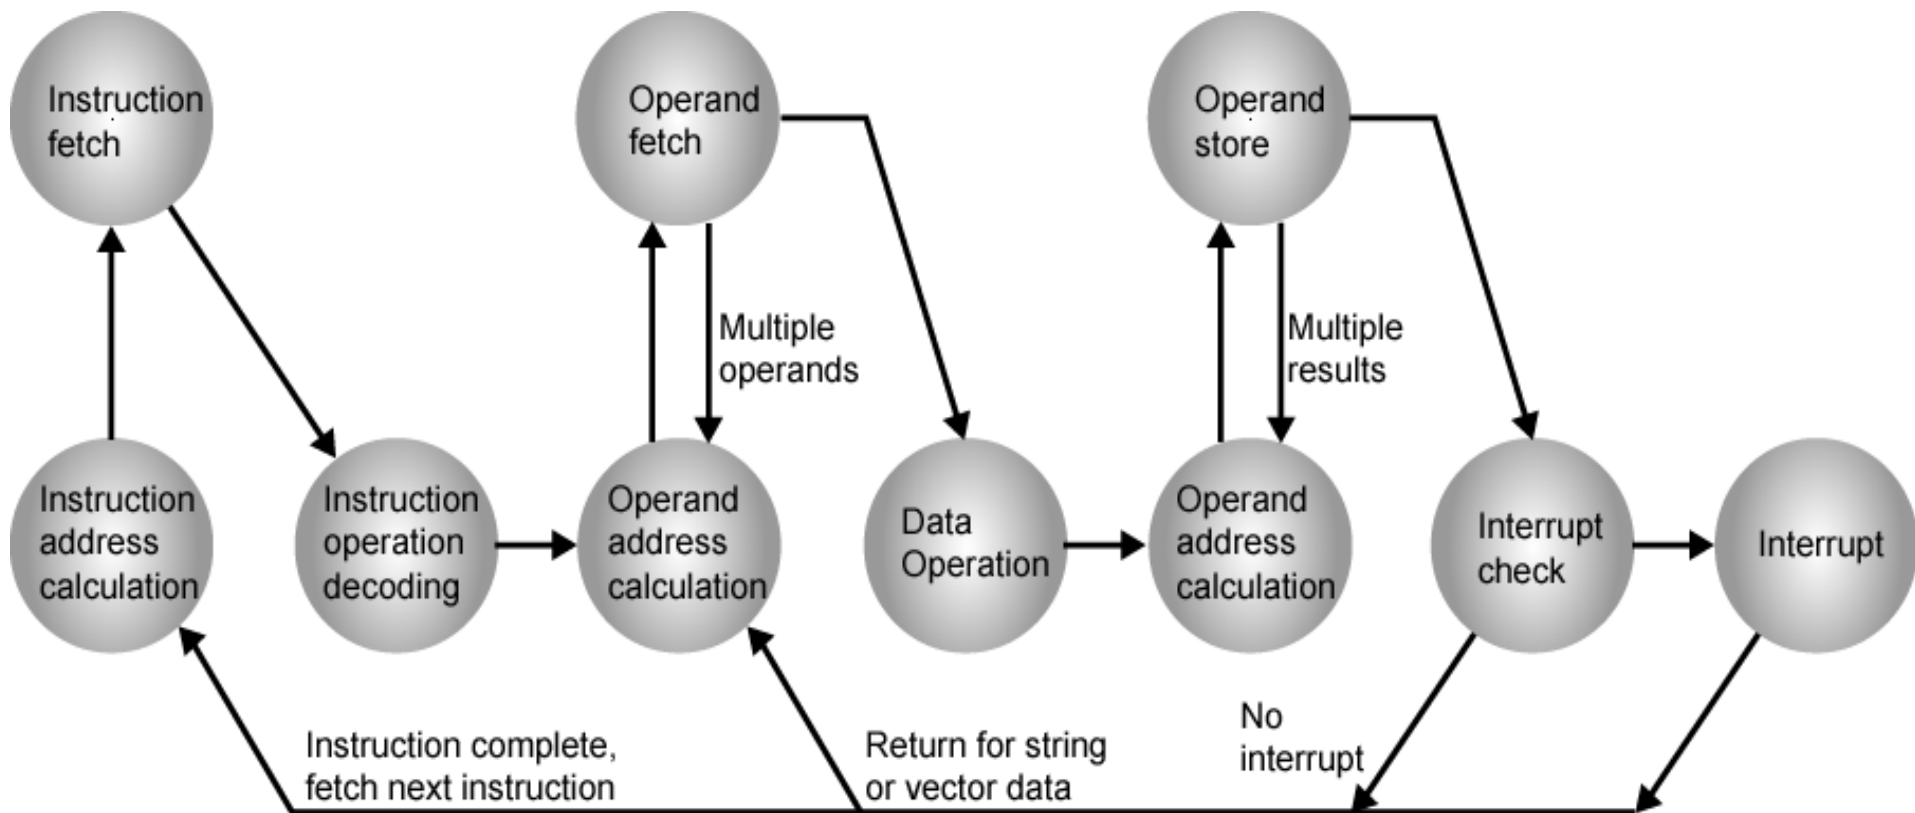 Instruction
fetch
Operand
fetch
Operand
store
Multiple
operands
Multiple
results
Instruction
address
calculation
Instruction
operation
decoding
Operand
address
calculation
Data
Operation
Operand
address
calculation
Interrupt
check
Interrupt
Instruction complete,
fetch next instruction
Return for string
or vector data
No
interrupt